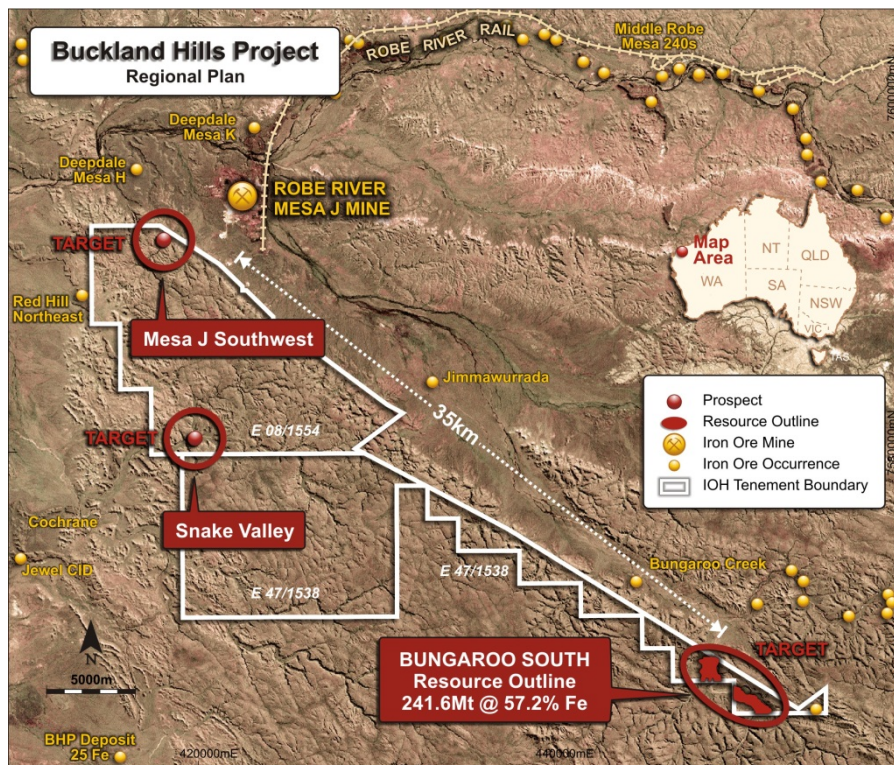 Buckland Hills Project
Regional Plan
ROBE RIVER RAIL
Middle Robe
Mesa 240s
Deepdale
Mesa K
Deepdale
Mesa H
ROBE RIVER
MESA J MINE
TARGET
Red Hill
Northeast
Mesa J Southwest
Map
Area
NT
QLD
WA
SA
NSW
VIC
TAS
Jimmawurrada
35km
Prospect
Resource Outline
Iron Ore Mine
Iron Ore Occurrence
IOH Tenement Boundary
TARGET
E 08/1554
Snake Valley
Cochrane
Jewel CID
E 47/1538
E 47/1538
Bungaroo Creek
TARGET
BUNGAROO SOUTH
Resource Outline
241.6Mt @ 57.2% Fe
N
5000m
BHP Deposit
25 Fe
420000mE
440000mE